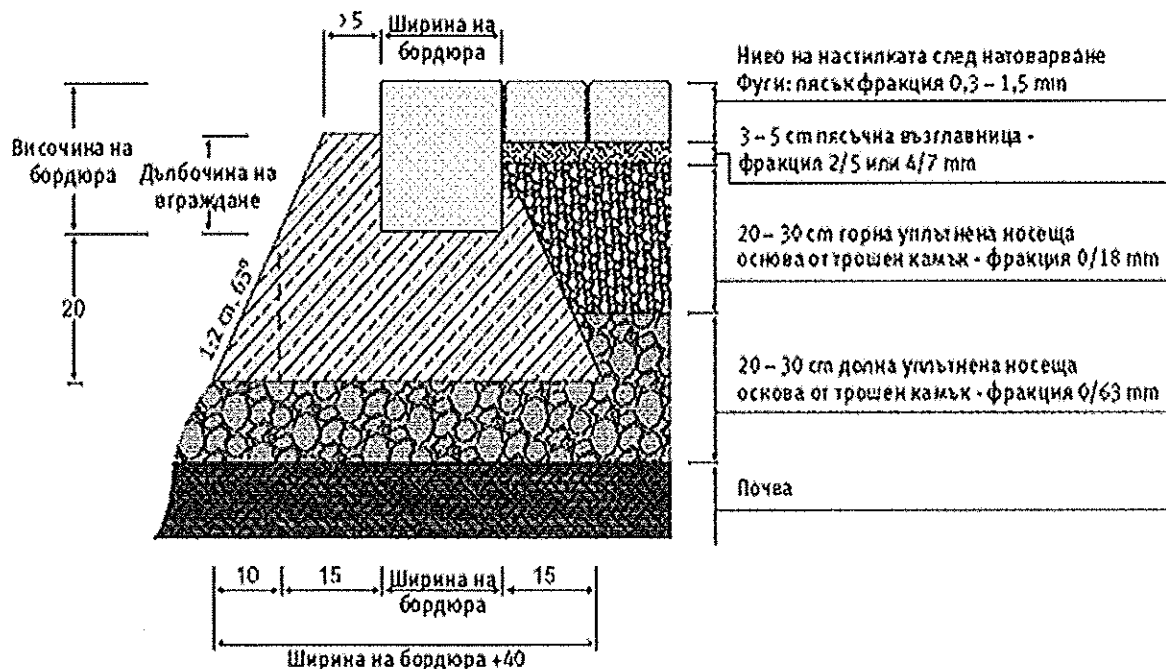 >5
Ширина на
бордюра
Ниво на настилката след натоварване
Фуги: пясък фракция 0,3 – 1,5 mm
3 – 5 cm пясъчна възглавница -
фракция 2/5 или 4/7 mm
Височина на
бордюра
Дълбочина на
вграждане
20 – 30 cm горна уплътнена носеща
основа от трошен камък - фракция 0/18 mm
20
1:2 сп. 63°
20 – 30 cm долна уплътнена носеща
основа от трошен камък - фракция 0/63 mm
Почва
10
15
Ширина на
бордюра
15
Ширина на бордюра +40